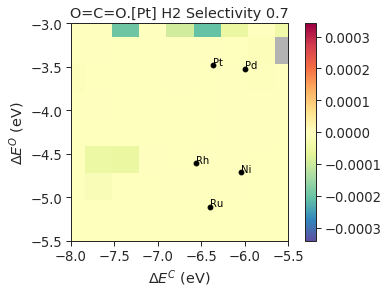 O=C=O.[Pt] H2 Selectivity 0.7
−3.0
−3.5
−4.0
−4.5
−5.0
−5.5
ΔE^O (eV)
Pt
Pd
Rh
Ni
Ru
−8.0 −7.5 −7.0 −6.5 −6.0 −5.5
ΔE^C (eV)
0.0003
0.0002
0.0001
0.0000
−0.0001
−0.0002
−0.0003